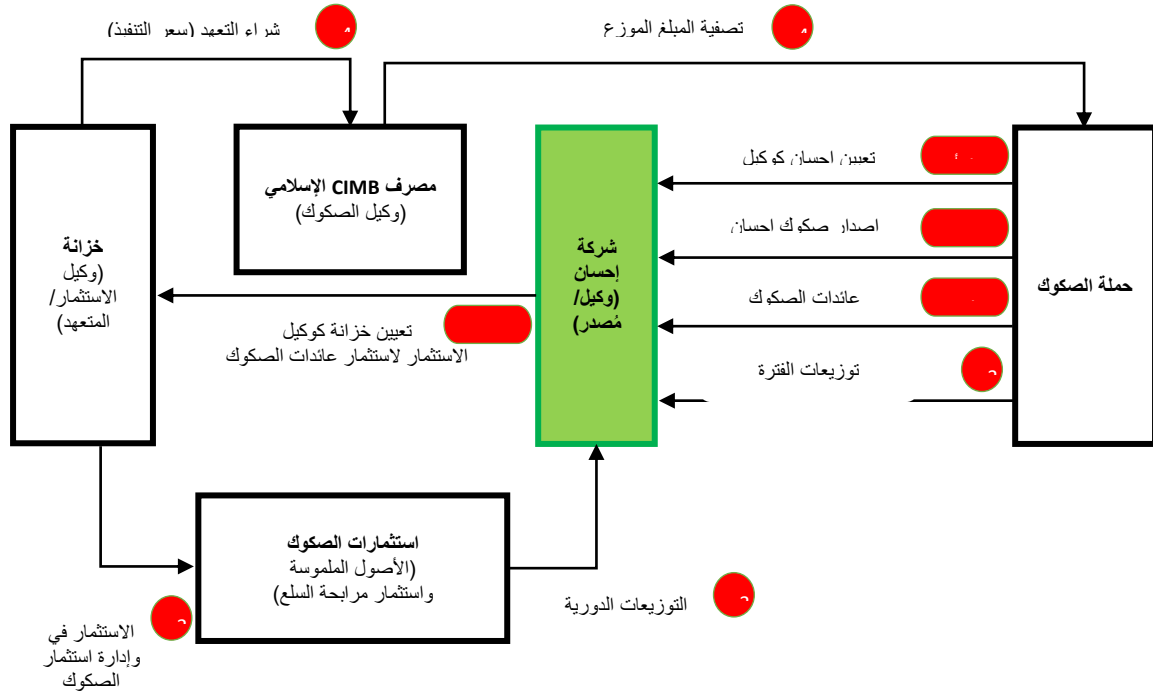 تصفية المبلغ الموزع
شراء التعهد (سعر التنفيذ)
تعيين احسان كوكيل
اصدار صكوك احسان
عائدات الصكوك
توزيعات الفترة
حملة الصكوك
شركة
إحسان
(وكيل/
مُصدر)
مصرف CIMB الإسلامي
(وكيل الصكوك)
خزانة
(وكيل
الاستثمار/
المتعهد)
تعيين خزانة كوكيل
الاستثمار لاستثمار عائدات الصكوك
استثمارات الصكوك
(الأصول الملموسة
واستثمار مرابحة السلع)
التوزيعات الدورية
الاستثمار في
وإدارة استثمار
الصكوك